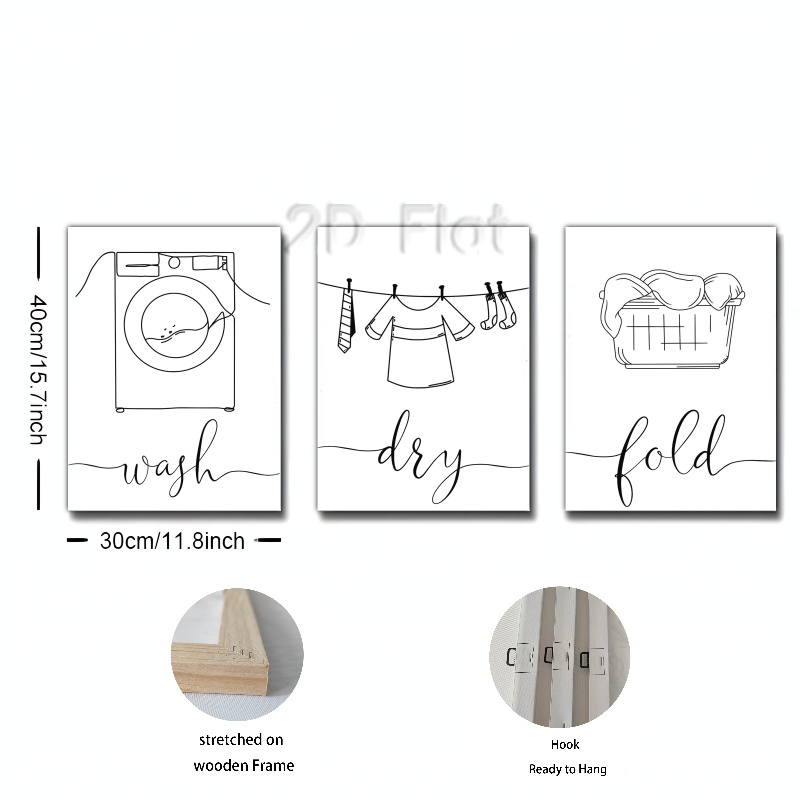 2D Flat
40cm/15.7inch
wash
dry
fold
30cm/11.8inch
stretched on
wooden Frame
Hook
Ready to Hang